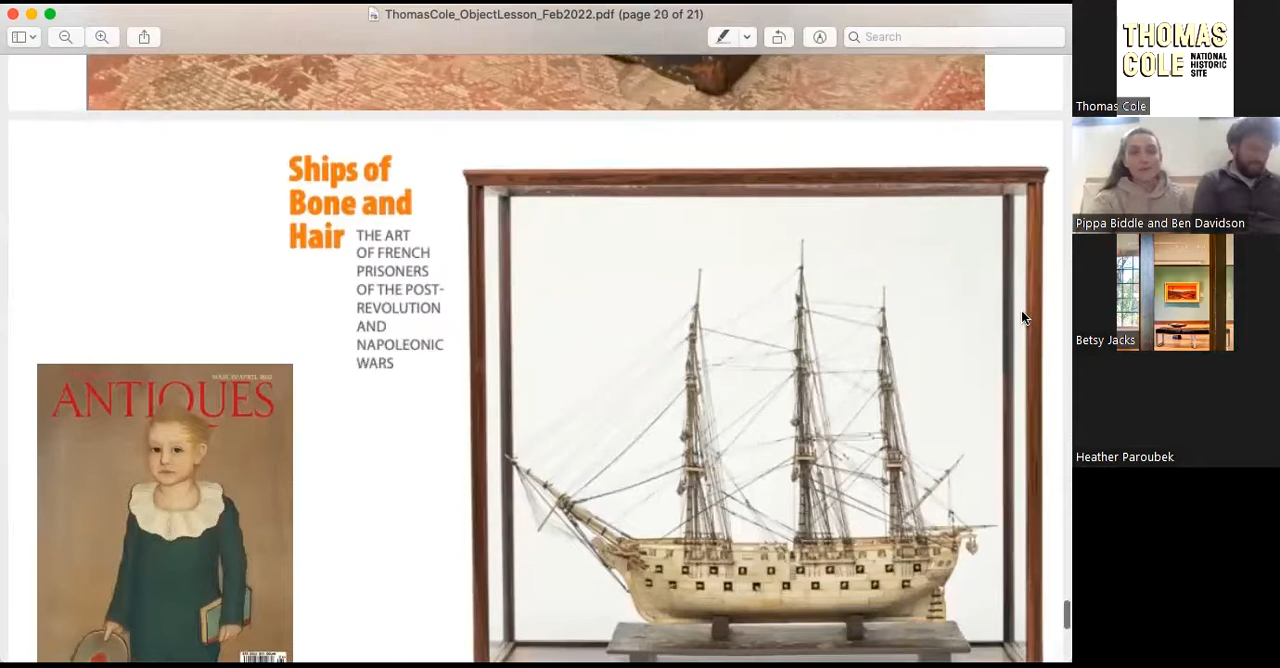 ThomasCole_ObjectLesson_Feb2022.pdf (page 20 of 21)
Search
Ships of
Bone and
Hair
THE ART
OF FRENCH
PRISONERS
OF THE POST-
REVOLUTION
AND
NAPOLEONIC
WARS
ANTIQUES
THOMAS
COLE
NATIONAL
HISTORIC
SITE
Thomas Cole
Pippa Biddle and Ben Davidson
Betsy Jacks
Heather Paroubek